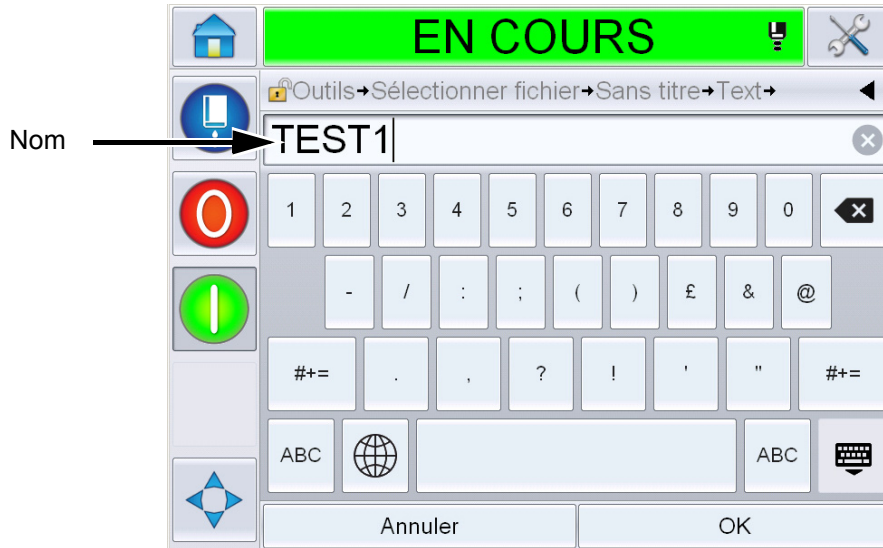 EN COURS
Outils→Sélectionner fichier→Sans titre→Text→
Nom
TEST1
1 2 3 4 5 6 7 8 9 0
- / : ; ( ) £ & @
#+= . , ? ! ' " #+=
ABC ABC
Annuler OK